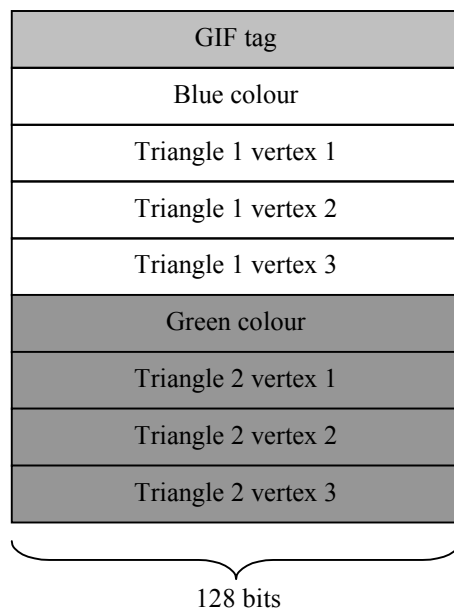 GIF tag
Blue colour
Triangle 1 vertex 1
Triangle 1 vertex 2
Triangle 1 vertex 3
Green colour
Triangle 2 vertex 1
Triangle 2 vertex 2
Triangle 2 vertex 3
128 bits